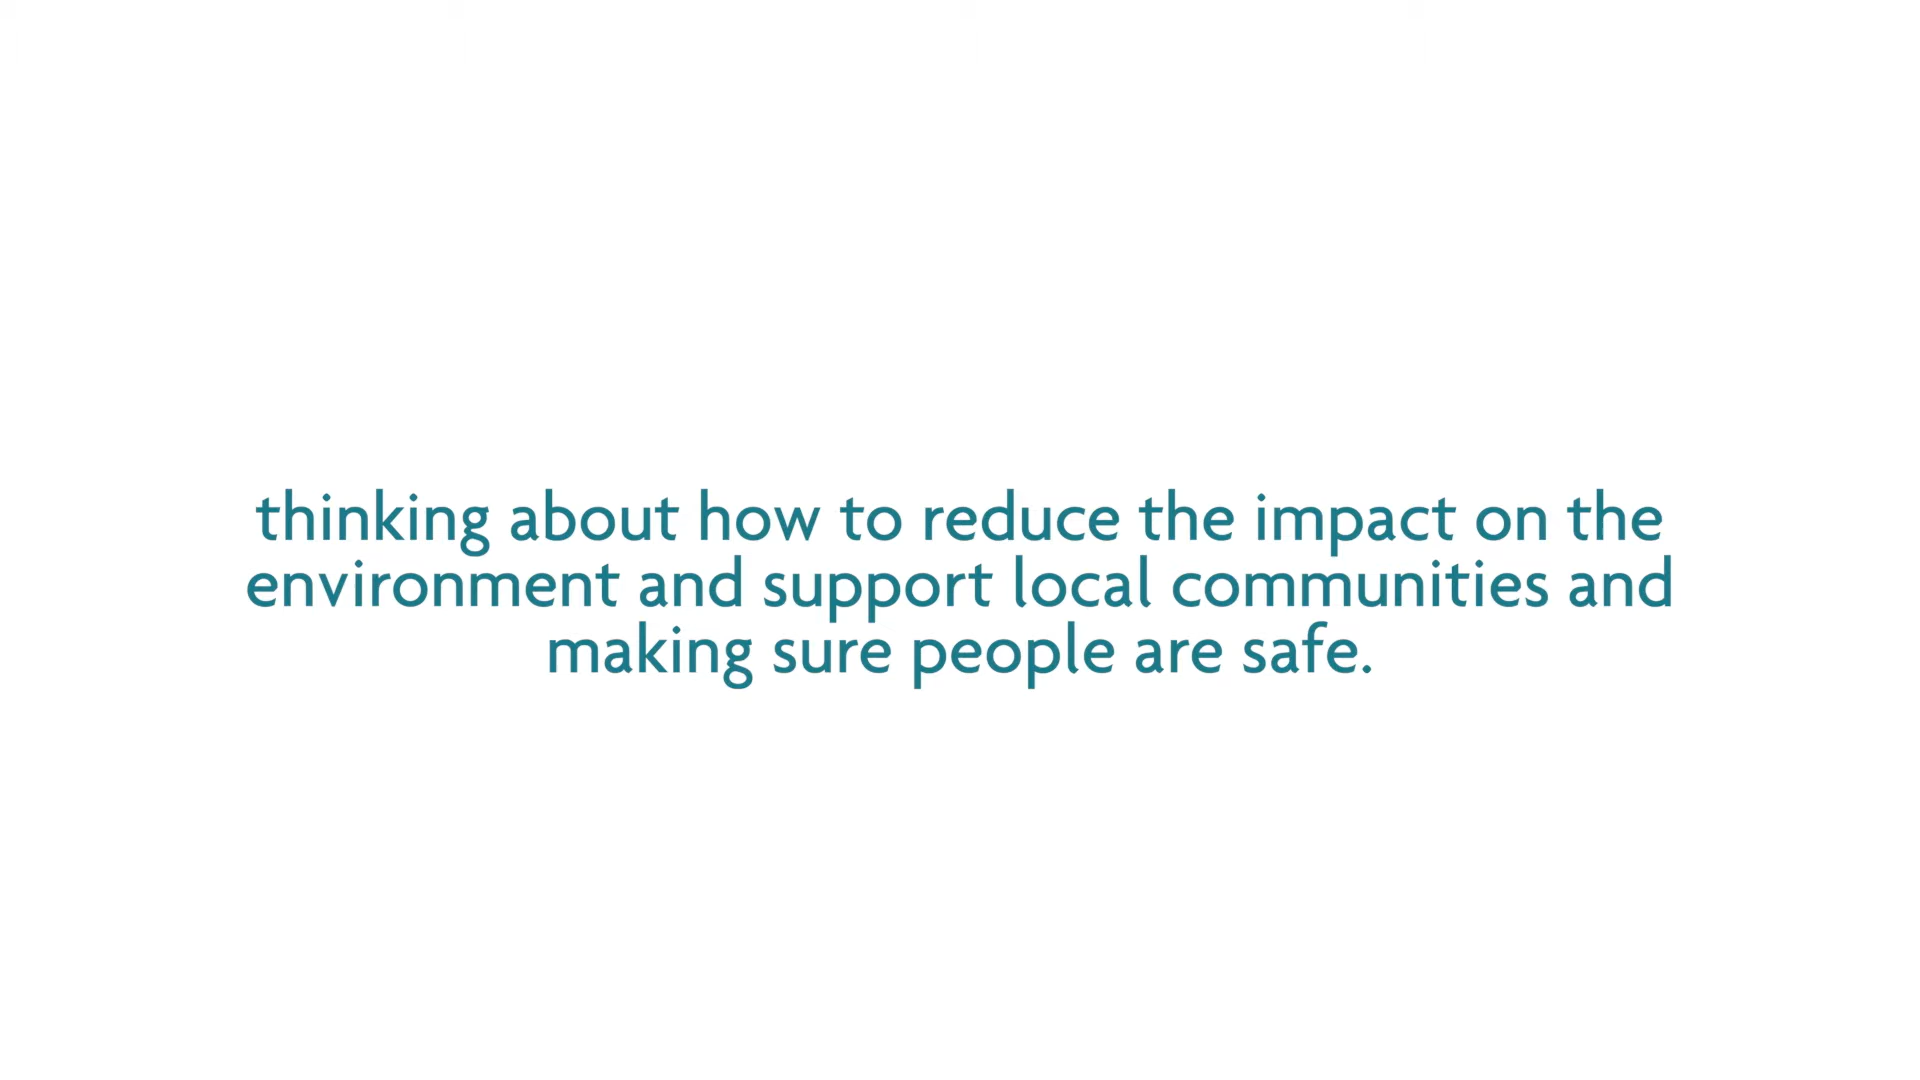 thinking about how to reduce the impact on the
environment and support local communities and
making sure people are safe.